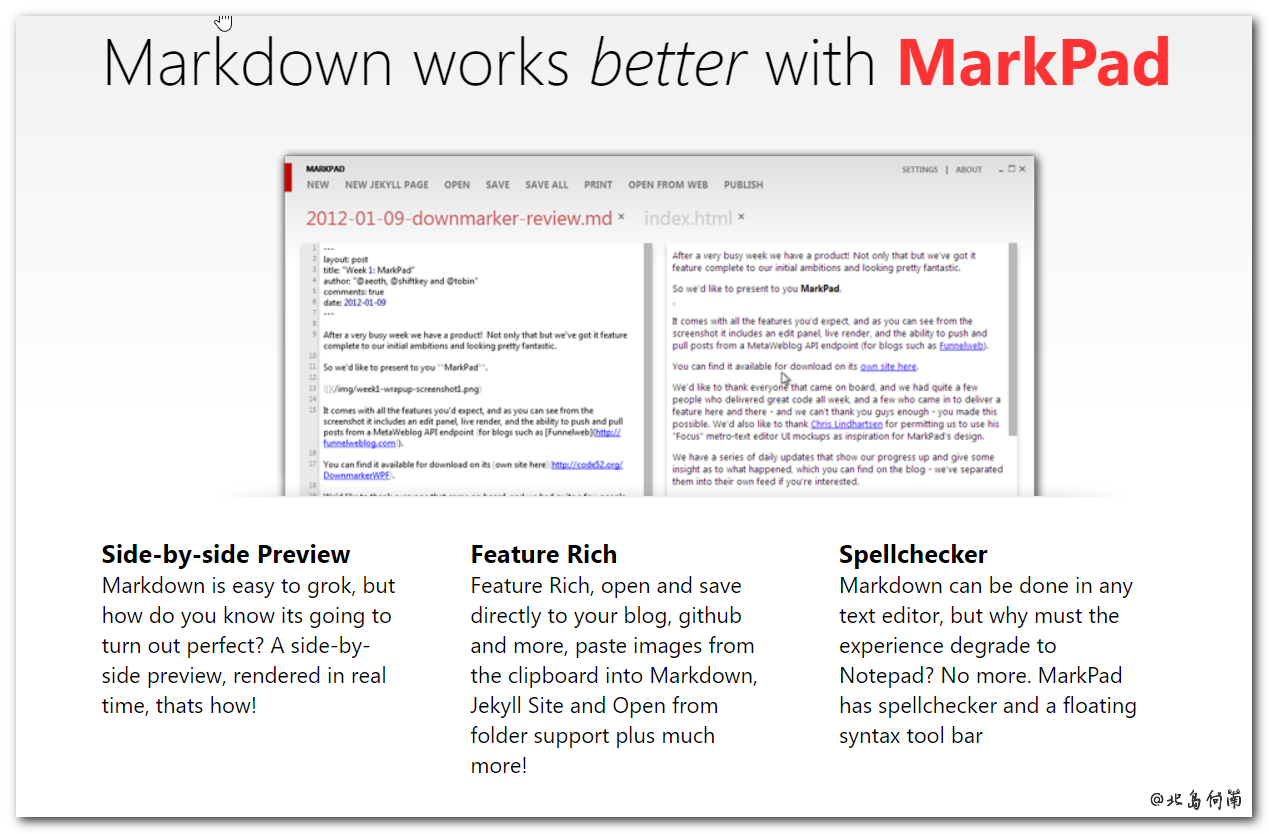 Markdown works better with MarkPad
MARKPAD
SETTINGS | ABOUT
NEW NEW JEKYLL PAGE OPEN SAVE SAVE ALL PRINT OPEN FROM WEB PUBLISH
2012-01-09-downmarker-review.md × index.html ×
1 ---
2 layout: post
3 title: "Week 1: MarkPad"
4 author: "@aeoth, @shiftkey and @tobin"
5 comments: true
6 date: 2012-01-09
7 ---
8
9 After a very busy week we have a product! Not only that but we've got it feature
complete to our initial ambitions and looking pretty fantastic.
10
11 So we'd like to present to you **MarkPad**.
12
13 ![](/img/week1-wrapup-screenshot1.png)
14
15 It comes with all the features you'd expect, and as you can see from the
screenshot it includes an edit panel, live render, and the ability to push and pull
posts from a MetaWeblog API endpoint (for blogs such as [Funnelweb](http://
funnelweblog.com)).
16
17 You can find it available for download on its [own site here](http://code52.org/
DownmarkerWPF).
18
After a very busy week we have a product! Not only that but we've got it
feature complete to our initial ambitions and looking pretty fantastic.
So we'd like to present to you MarkPad.
It comes with all the features you'd expect, and as you can see from the
screenshot it includes an edit panel, live render, and the ability to push and
pull posts from a MetaWeblog API endpoint (for blogs such as Funnelweb).
You can find it available for download on its own site here.
We'd like to thank everyone that came on board, and we had quite a few
people who delivered great code all week, and a few who came in to deliver a
feature here and there - and we can't thank you guys enough - you made this
possible. We'd also like to thank Chris Lindhartsen for permitting us to use his
"Focus" metro-text editor UI mockups as inspiration for MarkPad's design.
We have a series of daily updates that show our progress up and give some
insight as to what happened, which you can find on the blog - we've separated
them into their own feed if you're interested.
Side-by-side Preview
Markdown is easy to grok, but
how do you know its going to
turn out perfect? A side-by-
side preview, rendered in real
time, thats how!
Feature Rich
Feature Rich, open and save
directly to your blog, github
and more, paste images from
the clipboard into Markdown,
Jekyll Site and Open from
folder support plus much
more!
Spellchecker
Markdown can be done in any
text editor, but why must the
experience degrade to
Notepad? No more. MarkPad
has spellchecker and a floating
syntax tool bar
@北岛何菌